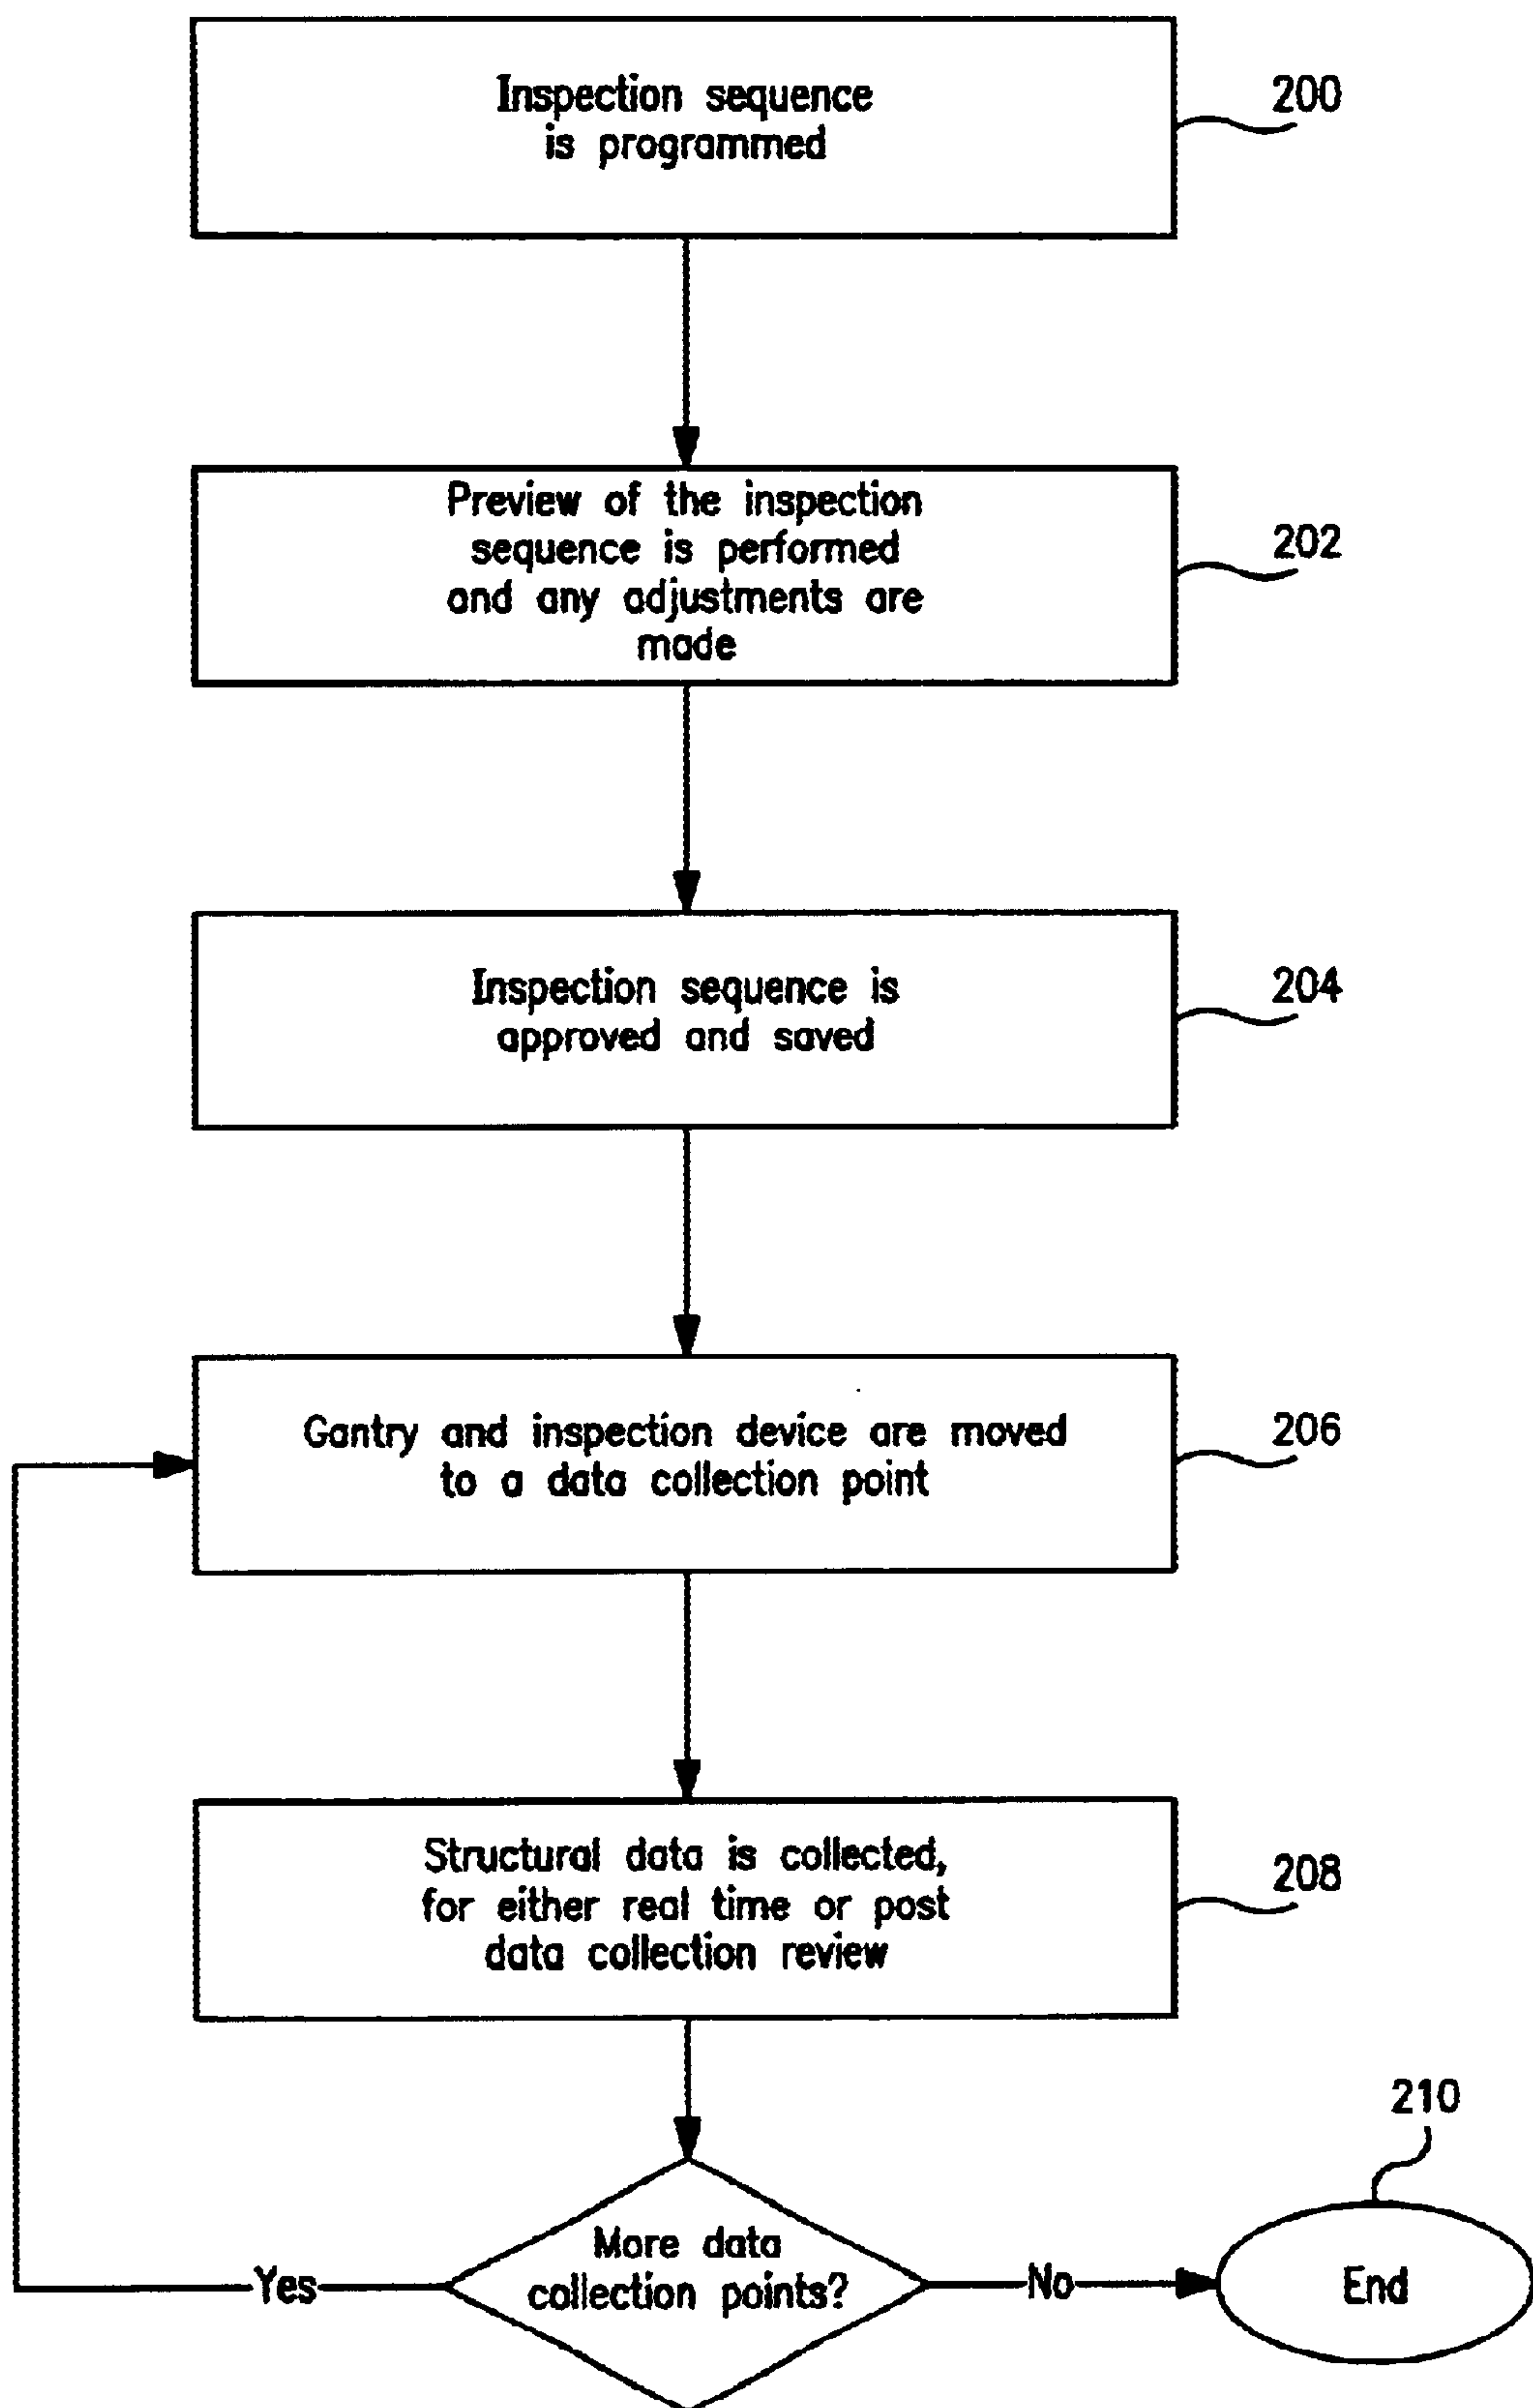 Inspection sequence
is programmed
200
Preview of the inspection
sequence is performed
and any adjustments are
made
202
Inspection sequence is
approved and saved
204
Gantry and inspection device are moved
to a data collection point
206
Structural data is collected,
for either real time or post
data collection review
208
More data
collection points?
Yes
No
End
210